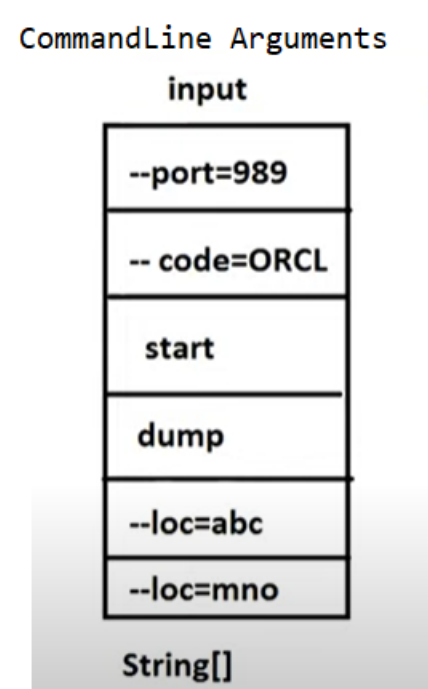 CommandLine Arguments
input
--port=989
-- code=ORCL
start
dump
--loc=abc
--loc=mno
String[]